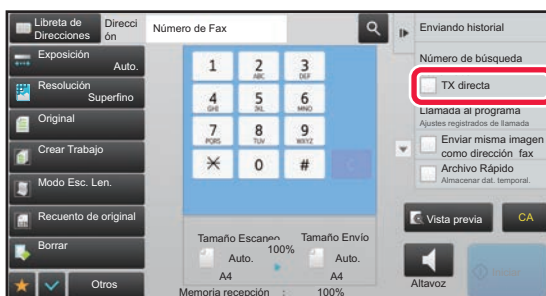 Libreta de
Direcciones
Direcci
ón
Número de Fax
Exposición
Auto.
Resolución
Superfino
Original
Crear Trabajo
Modo Esc. Len.
Recuento de original
Borrar
Otros
1
2
ABC
3
DEF
4
GHI
5
JKL
6
MNO
7
PQRS
8
TUV
9
WXYZ
0
#
C
Tamaño Escaneo
Tamaño Envío
100%
Auto.
Auto.
A4
A4
Memoria recepción : 100%
Enviando historial
Número de búsqueda
TX directa
Llamada al programa
Ajustes registrados de llamada
Enviar misma imagen
como dirección fax
Archivo Rápido
Almacenar dat. temporal.
Vista previa
CA
Altavoz